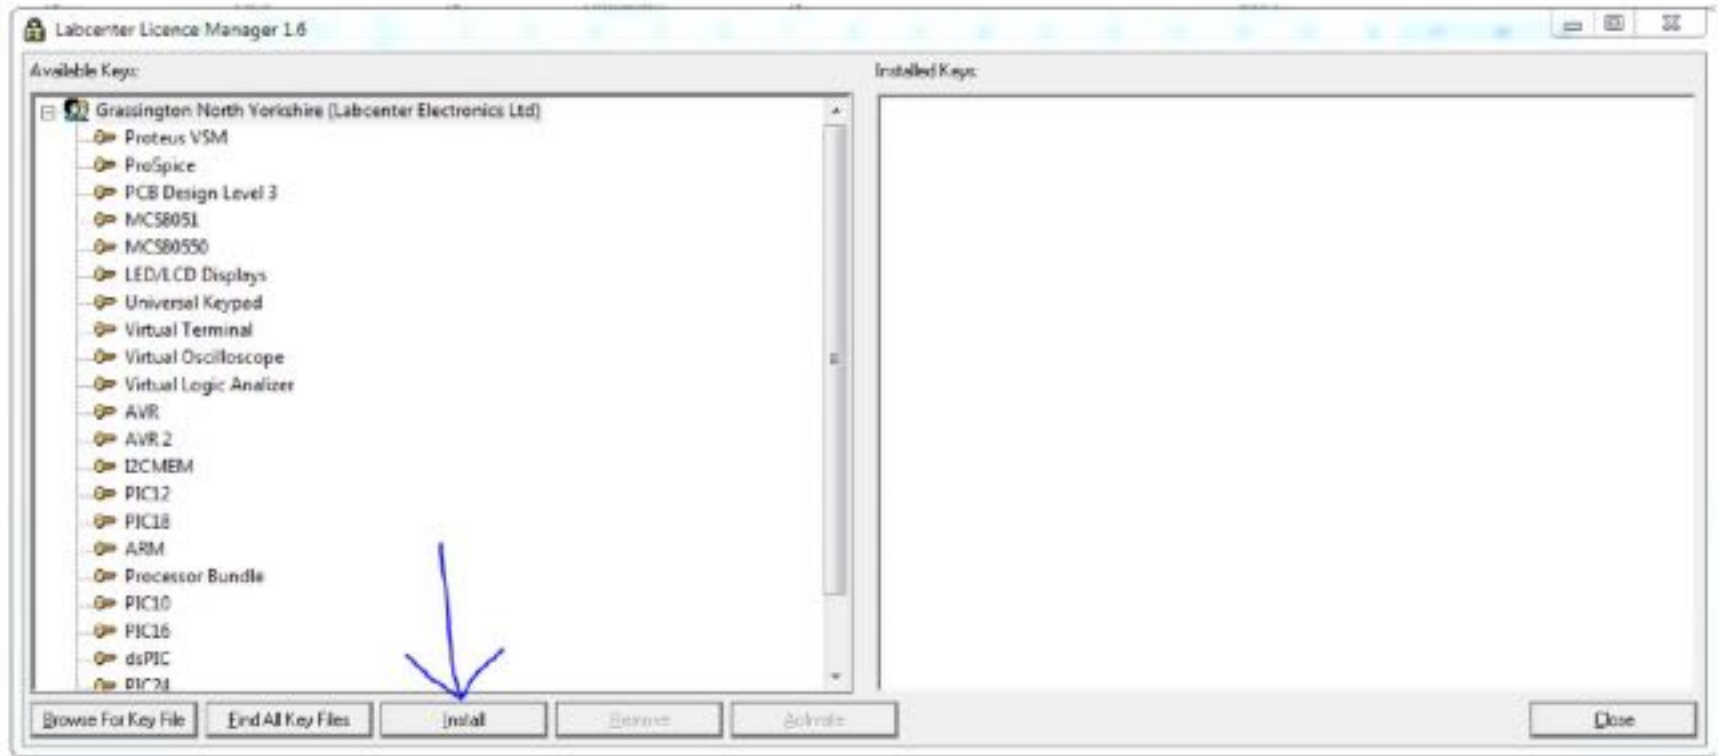 Labcenter Licence Manager 1.6
Available Keys:
Installed Keys:
Grassington North Yorkshire (Labcenter Electronics Ltd)
Proteus VSM
ProSpice
PCB Design Level 3
MCS8051
MCS80550
LED/LCD Displays
Universal Keypad
Virtual Terminal
Virtual Oscilloscope
Virtual Logic Analizer
AVR
AVR 2
I2CMEM
PIC12
PIC18
ARM
Processor Bundle
PIC10
PIC16
dsPIC
PIC24
Browse For Key File Find All Key Files Install Remove Activate Close